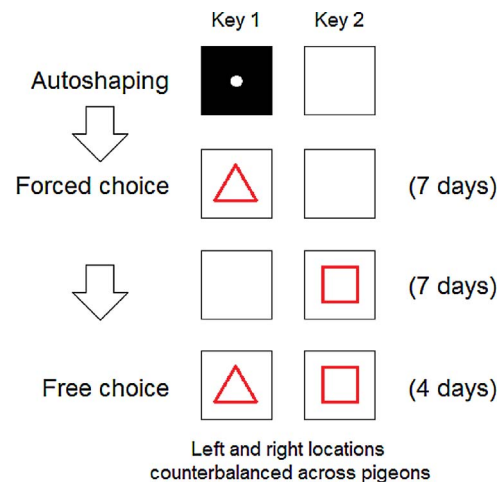 Key 1 Key 2
Autoshaping
Forced choice (7 days)
(7 days)
Free choice (4 days)
Left and right locations
counterbalanced across pigeons